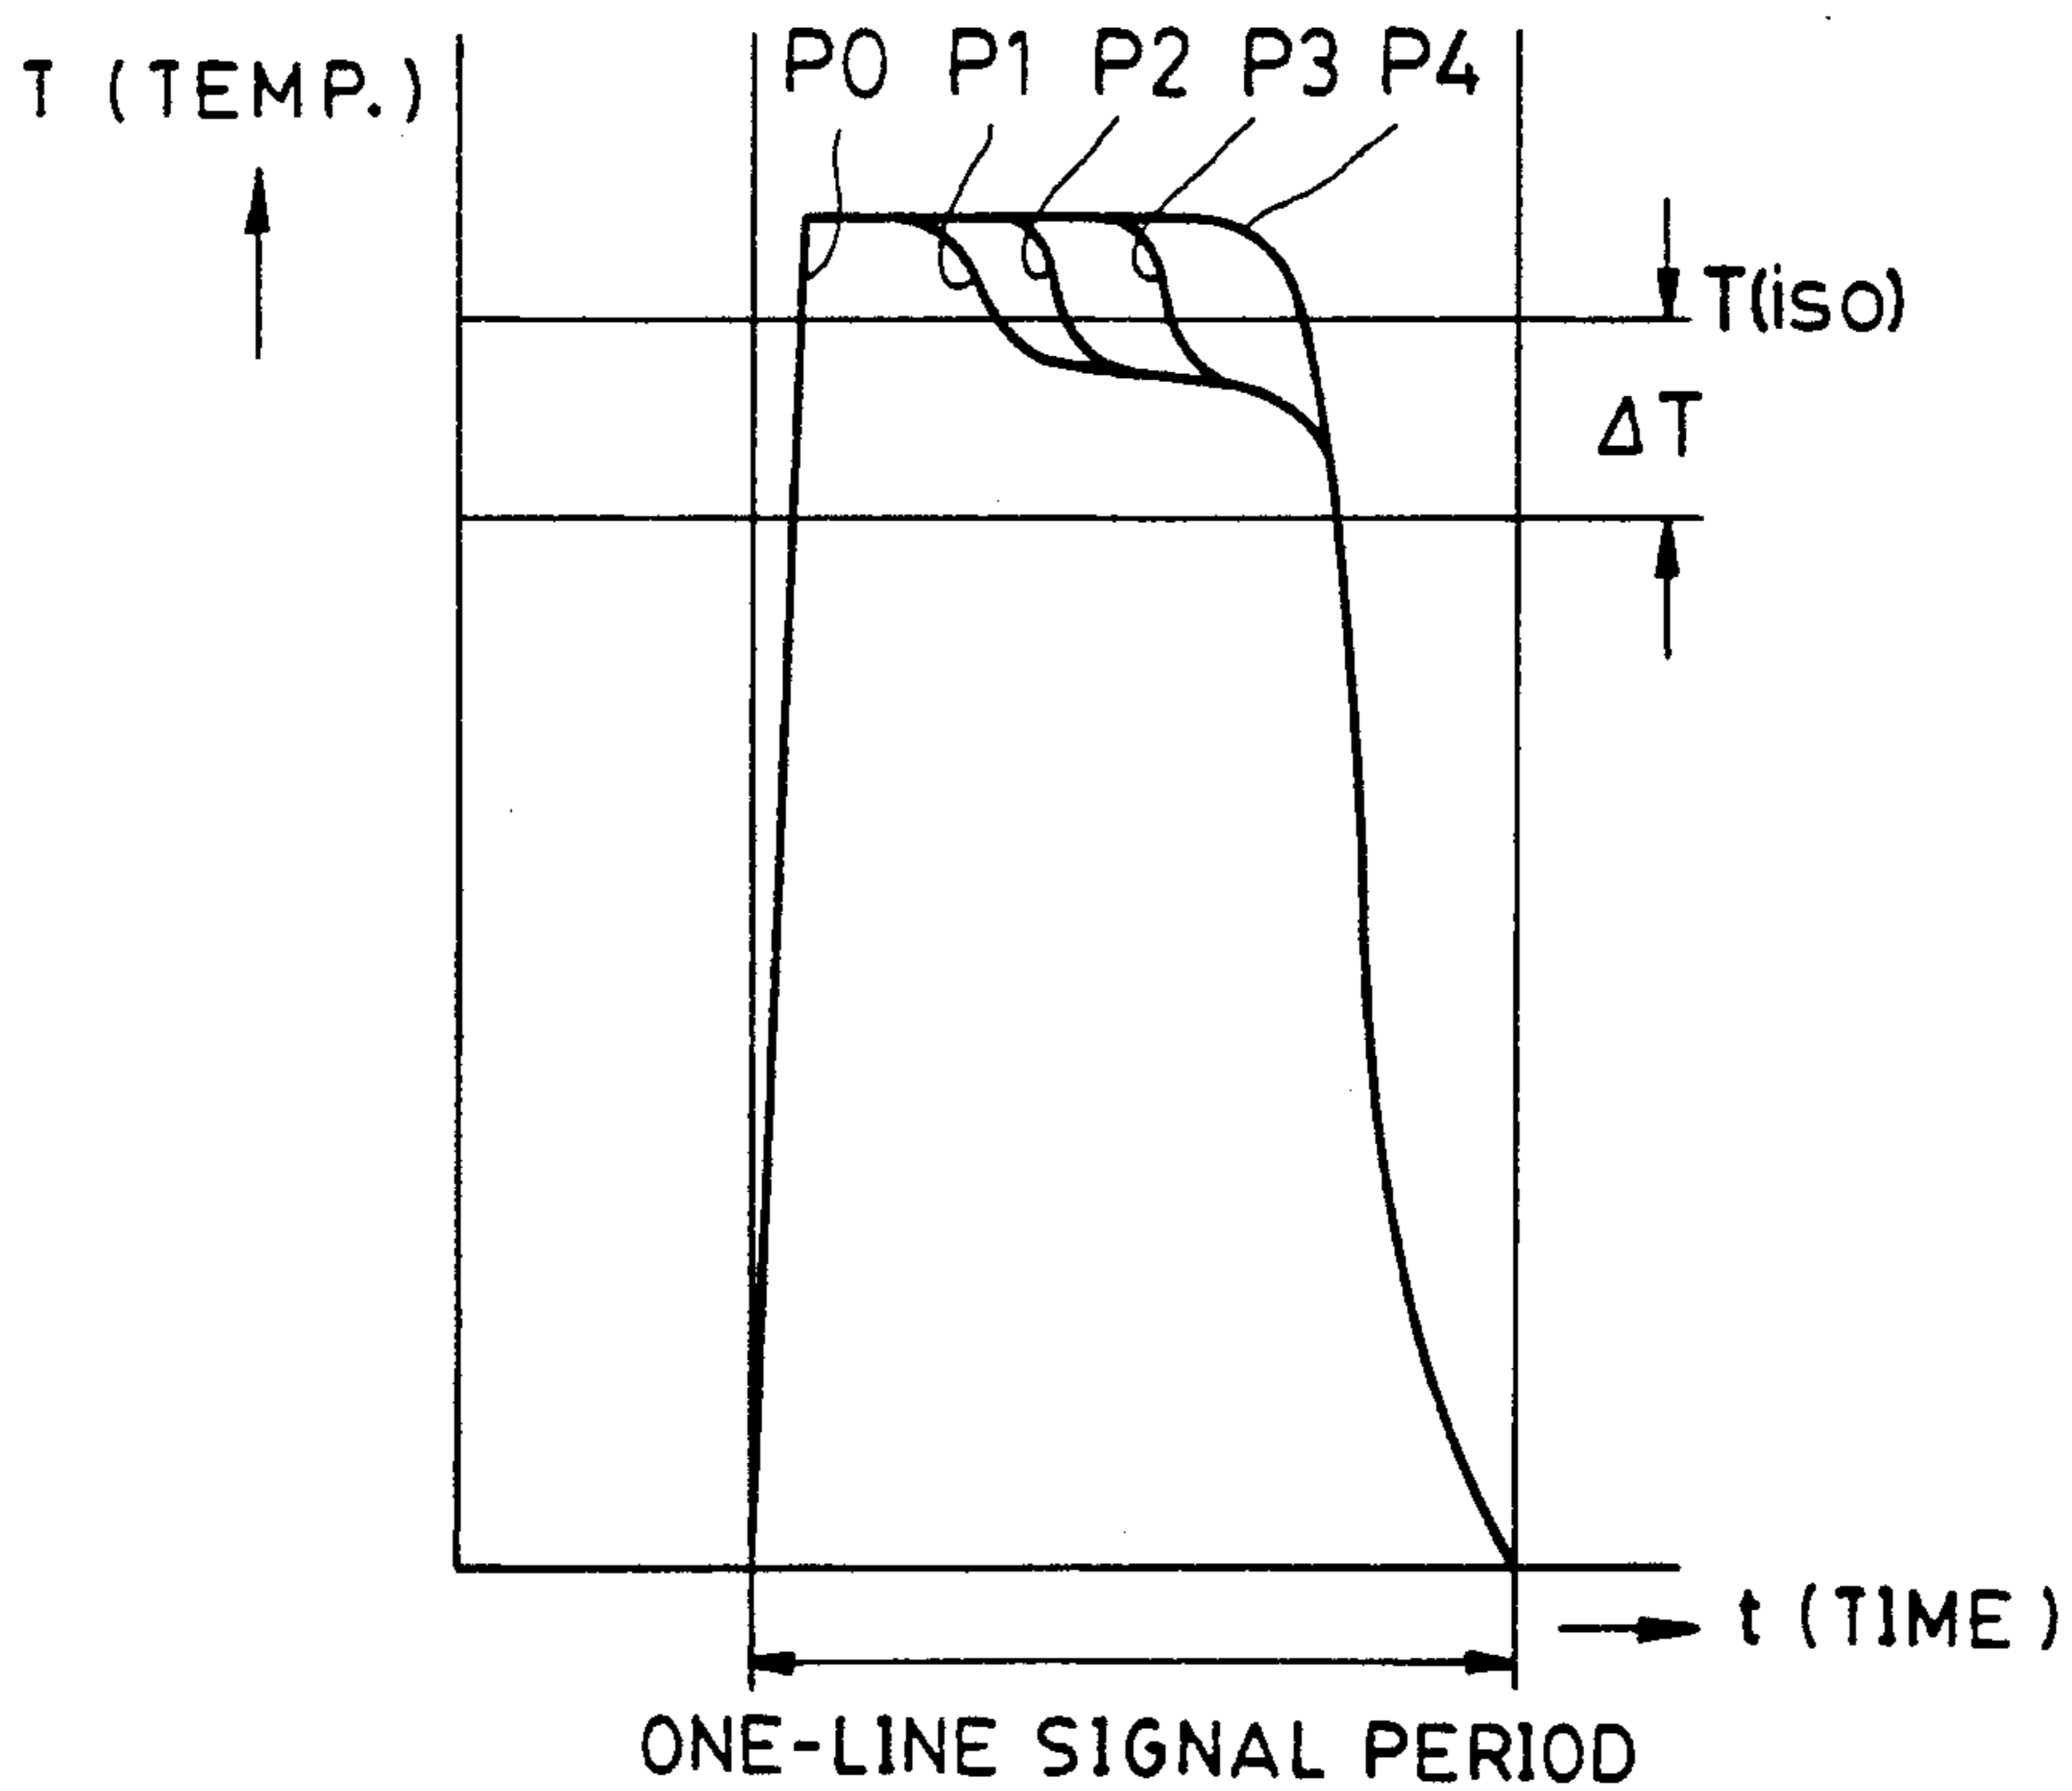 P0 P1 P2 P3 P4
T (TEMP.)
T(iso)
ΔT
t (TIME)
ONE-LINE SIGNAL PERIOD